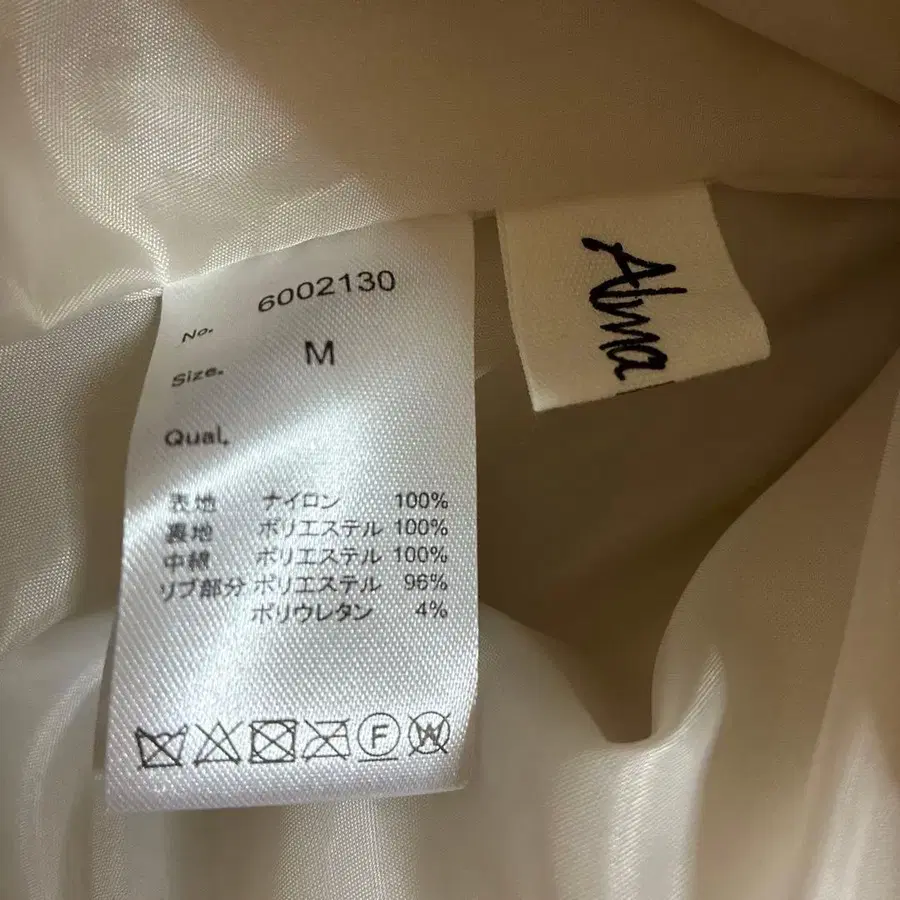 No. 6002130
Size. M
Qual.
表地 ナイロン 100%
裏地 ポリエステル 100%
中綿 ポリエステル 100%
リブ部分 ポリエステル 96%
ポリウレタン 4%
F
W
Alma